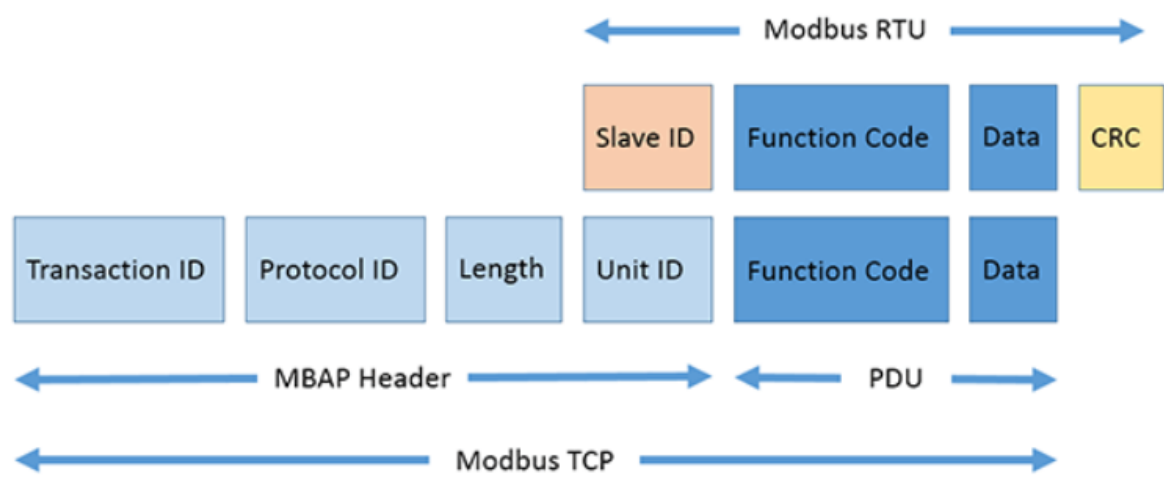 Modbus RTU
Slave ID Function Code Data CRC
Transaction ID Protocol ID Length Unit ID Function Code Data
MBAP Header PDU
Modbus TCP